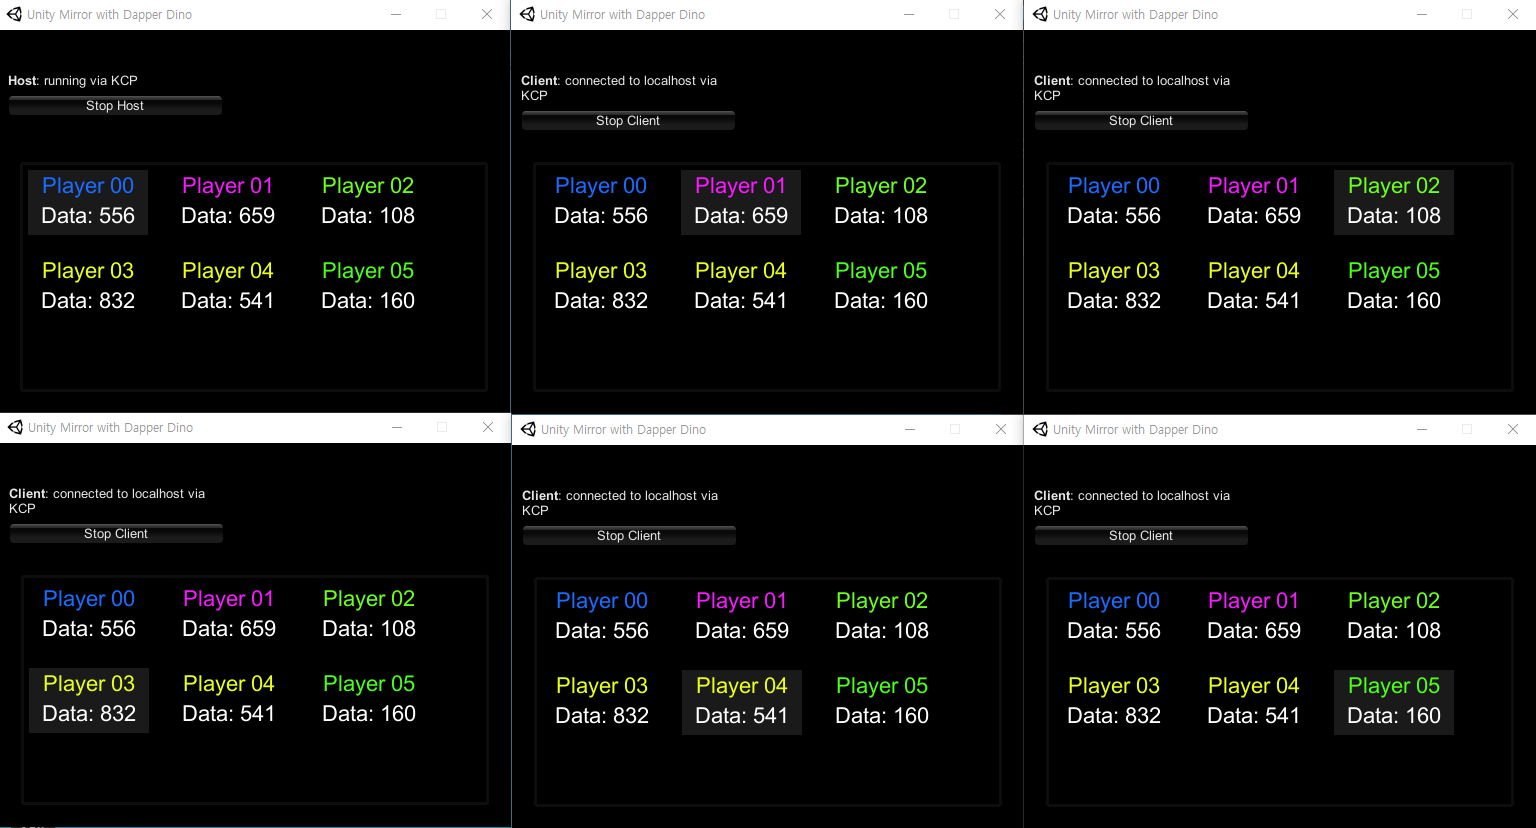 Unity Mirror with Dapper Dino
Host: running via KCP
Stop Host
Player 00 Player 01 Player 02
Data: 556 Data: 659 Data: 108
Player 03 Player 04 Player 05
Data: 832 Data: 541 Data: 160
Unity Mirror with Dapper Dino
Client: connected to localhost via
KCP
Stop Client
Player 00 Player 01 Player 02
Data: 556 Data: 659 Data: 108
Player 03 Player 04 Player 05
Data: 832 Data: 541 Data: 160
Unity Mirror with Dapper Dino
Client: connected to localhost via
KCP
Stop Client
Player 00 Player 01 Player 02
Data: 556 Data: 659 Data: 108
Player 03 Player 04 Player 05
Data: 832 Data: 541 Data: 160
Unity Mirror with Dapper Dino
Client: connected to localhost via
KCP
Stop Client
Player 00 Player 01 Player 02
Data: 556 Data: 659 Data: 108
Player 03 Player 04 Player 05
Data: 832 Data: 541 Data: 160
Unity Mirror with Dapper Dino
Client: connected to localhost via
KCP
Stop Client
Player 00 Player 01 Player 02
Data: 556 Data: 659 Data: 108
Player 03 Player 04 Player 05
Data: 832 Data: 541 Data: 160
Unity Mirror with Dapper Dino
Client: connected to localhost via
KCP
Stop Client
Player 00 Player 01 Player 02
Data: 556 Data: 659 Data: 108
Player 03 Player 04 Player 05
Data: 832 Data: 541 Data: 160